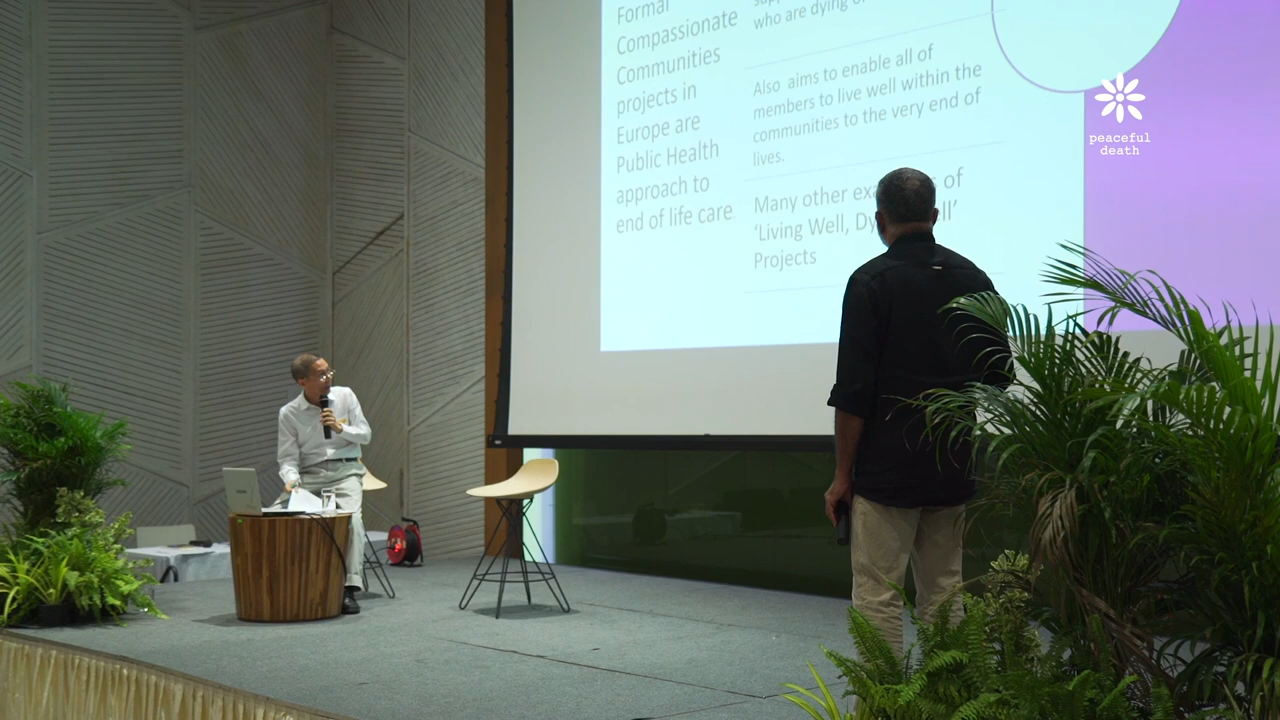 Formal
Compassionate
Communities
projects in
Europe are
Public Health
approach to
end of life care.
who are dying
Also aims to enable all of
members to live well within the
communities to the very end of
lives.
Many other of
'Living Well,
Projects
peaceful
death